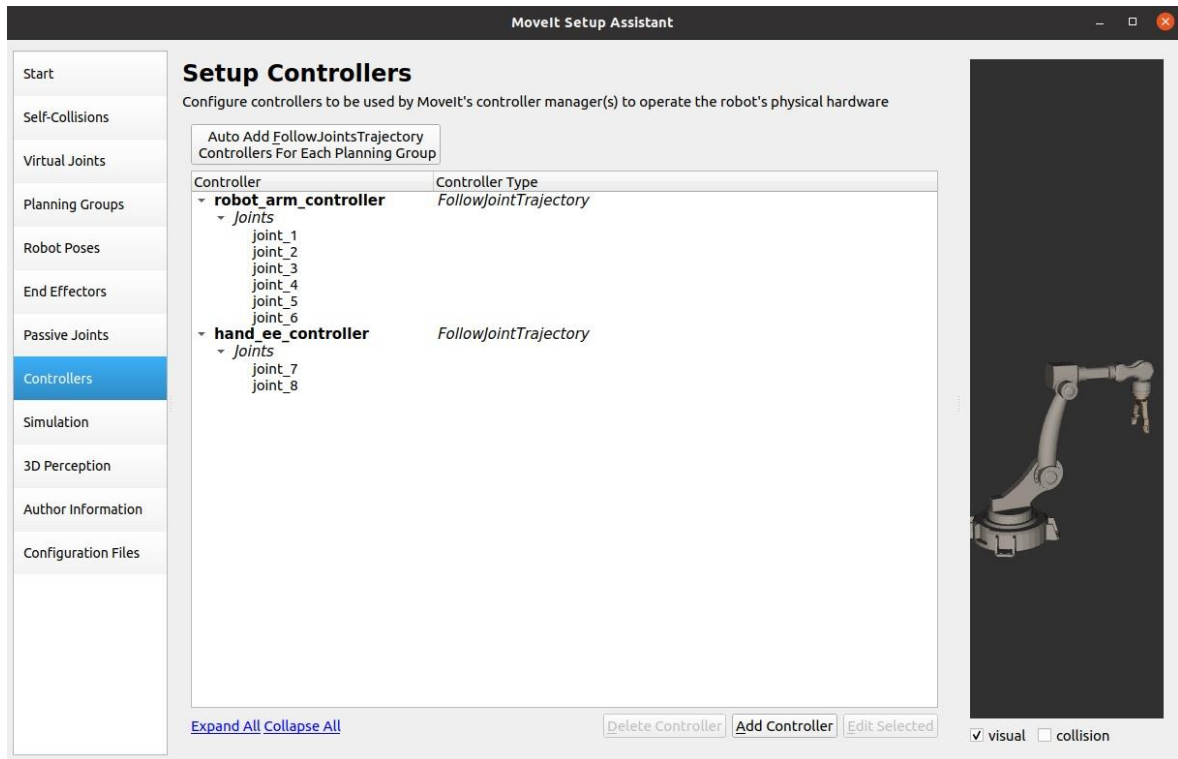 MoveIt Setup Assistant
Start
Self-Collisions
Virtual Joints
Planning Groups
Robot Poses
End Effectors
Passive Joints
Controllers
Simulation
3D Perception
Author Information
Configuration Files
Setup Controllers
Configure controllers to be used by MoveIt's controller manager(s) to operate the robot's physical hardware
Auto Add FollowJointsTrajectory
Controllers For Each Planning Group
Controller Controller Type
robot_arm_controller FollowJointTrajectory
Joints
joint_1
joint_2
joint_3
joint_4
joint_5
joint_6
hand_ee_controller FollowJointTrajectory
Joints
joint_7
joint_8
Expand All Collapse All Delete Controller Add Controller Edit Selected
visual collision